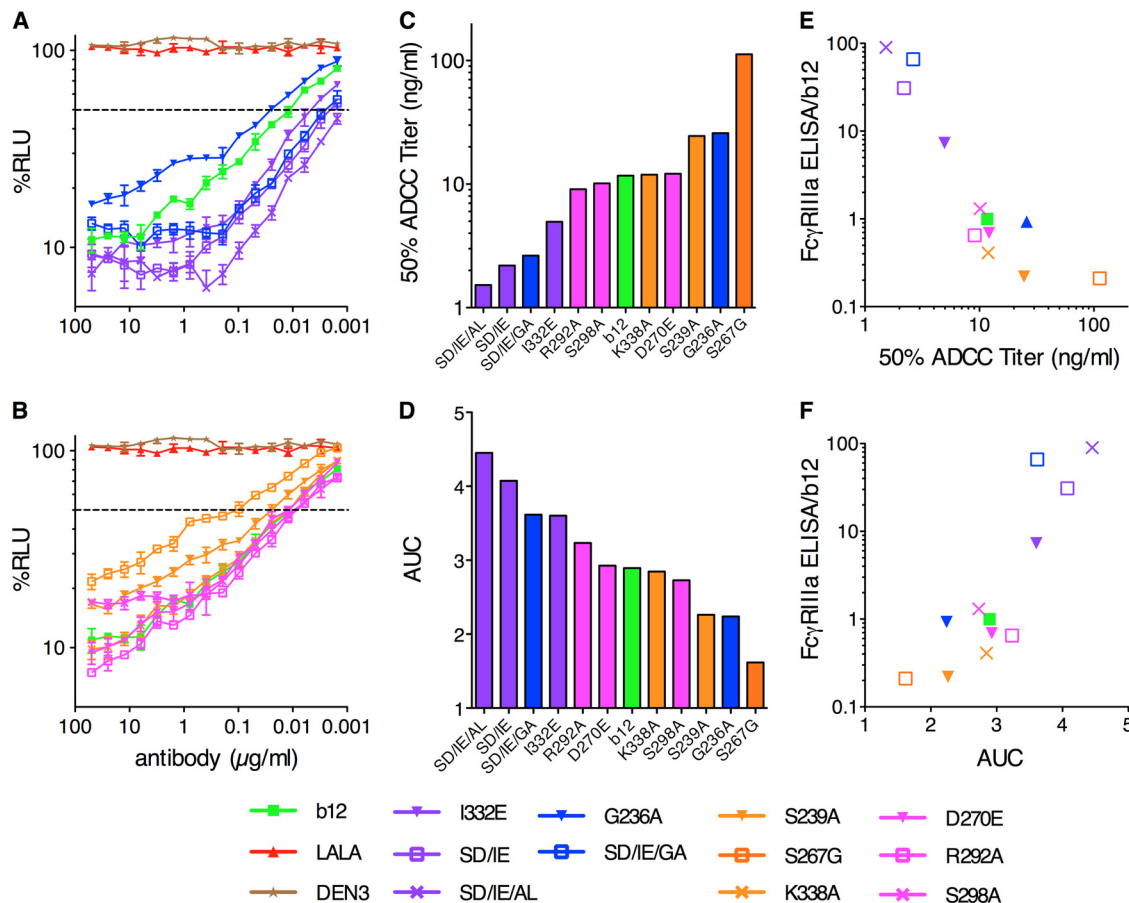 A
%RLU
100
10
100
10
1
0.1
0.01
0.001
B
%RLU
100
10
100
10
1
0.1
0.01
0.001
antibody (µg/ml)
C
50% ADCC Titer (ng/ml)
100
10
1
SD/IE/AL
SD/IE
SD/IE/GA
I332E
R292A
S298A
b12
K338A
D270E
S239A
G236A
S267G
D
AUC
5
4
3
2
1
SD/IE/AL
SD/IE
SD/IE/GA
I332E
R292A
D270E
b12
K338A
S298A
S239A
G236A
S267G
E
FcγRIIIa ELISA/b12
100
10
1
0.1
1
10
100
50% ADCC Titer (ng/ml)
F
FcγRIIIa ELISA/b12
100
10
1
0.1
1
2
3
4
5
AUC
b12
I332E
G236A
S239A
D270E
LALA
SD/IE
SD/IE/GA
S267G
R292A
DEN3
SD/IE/AL
K338A
S298A